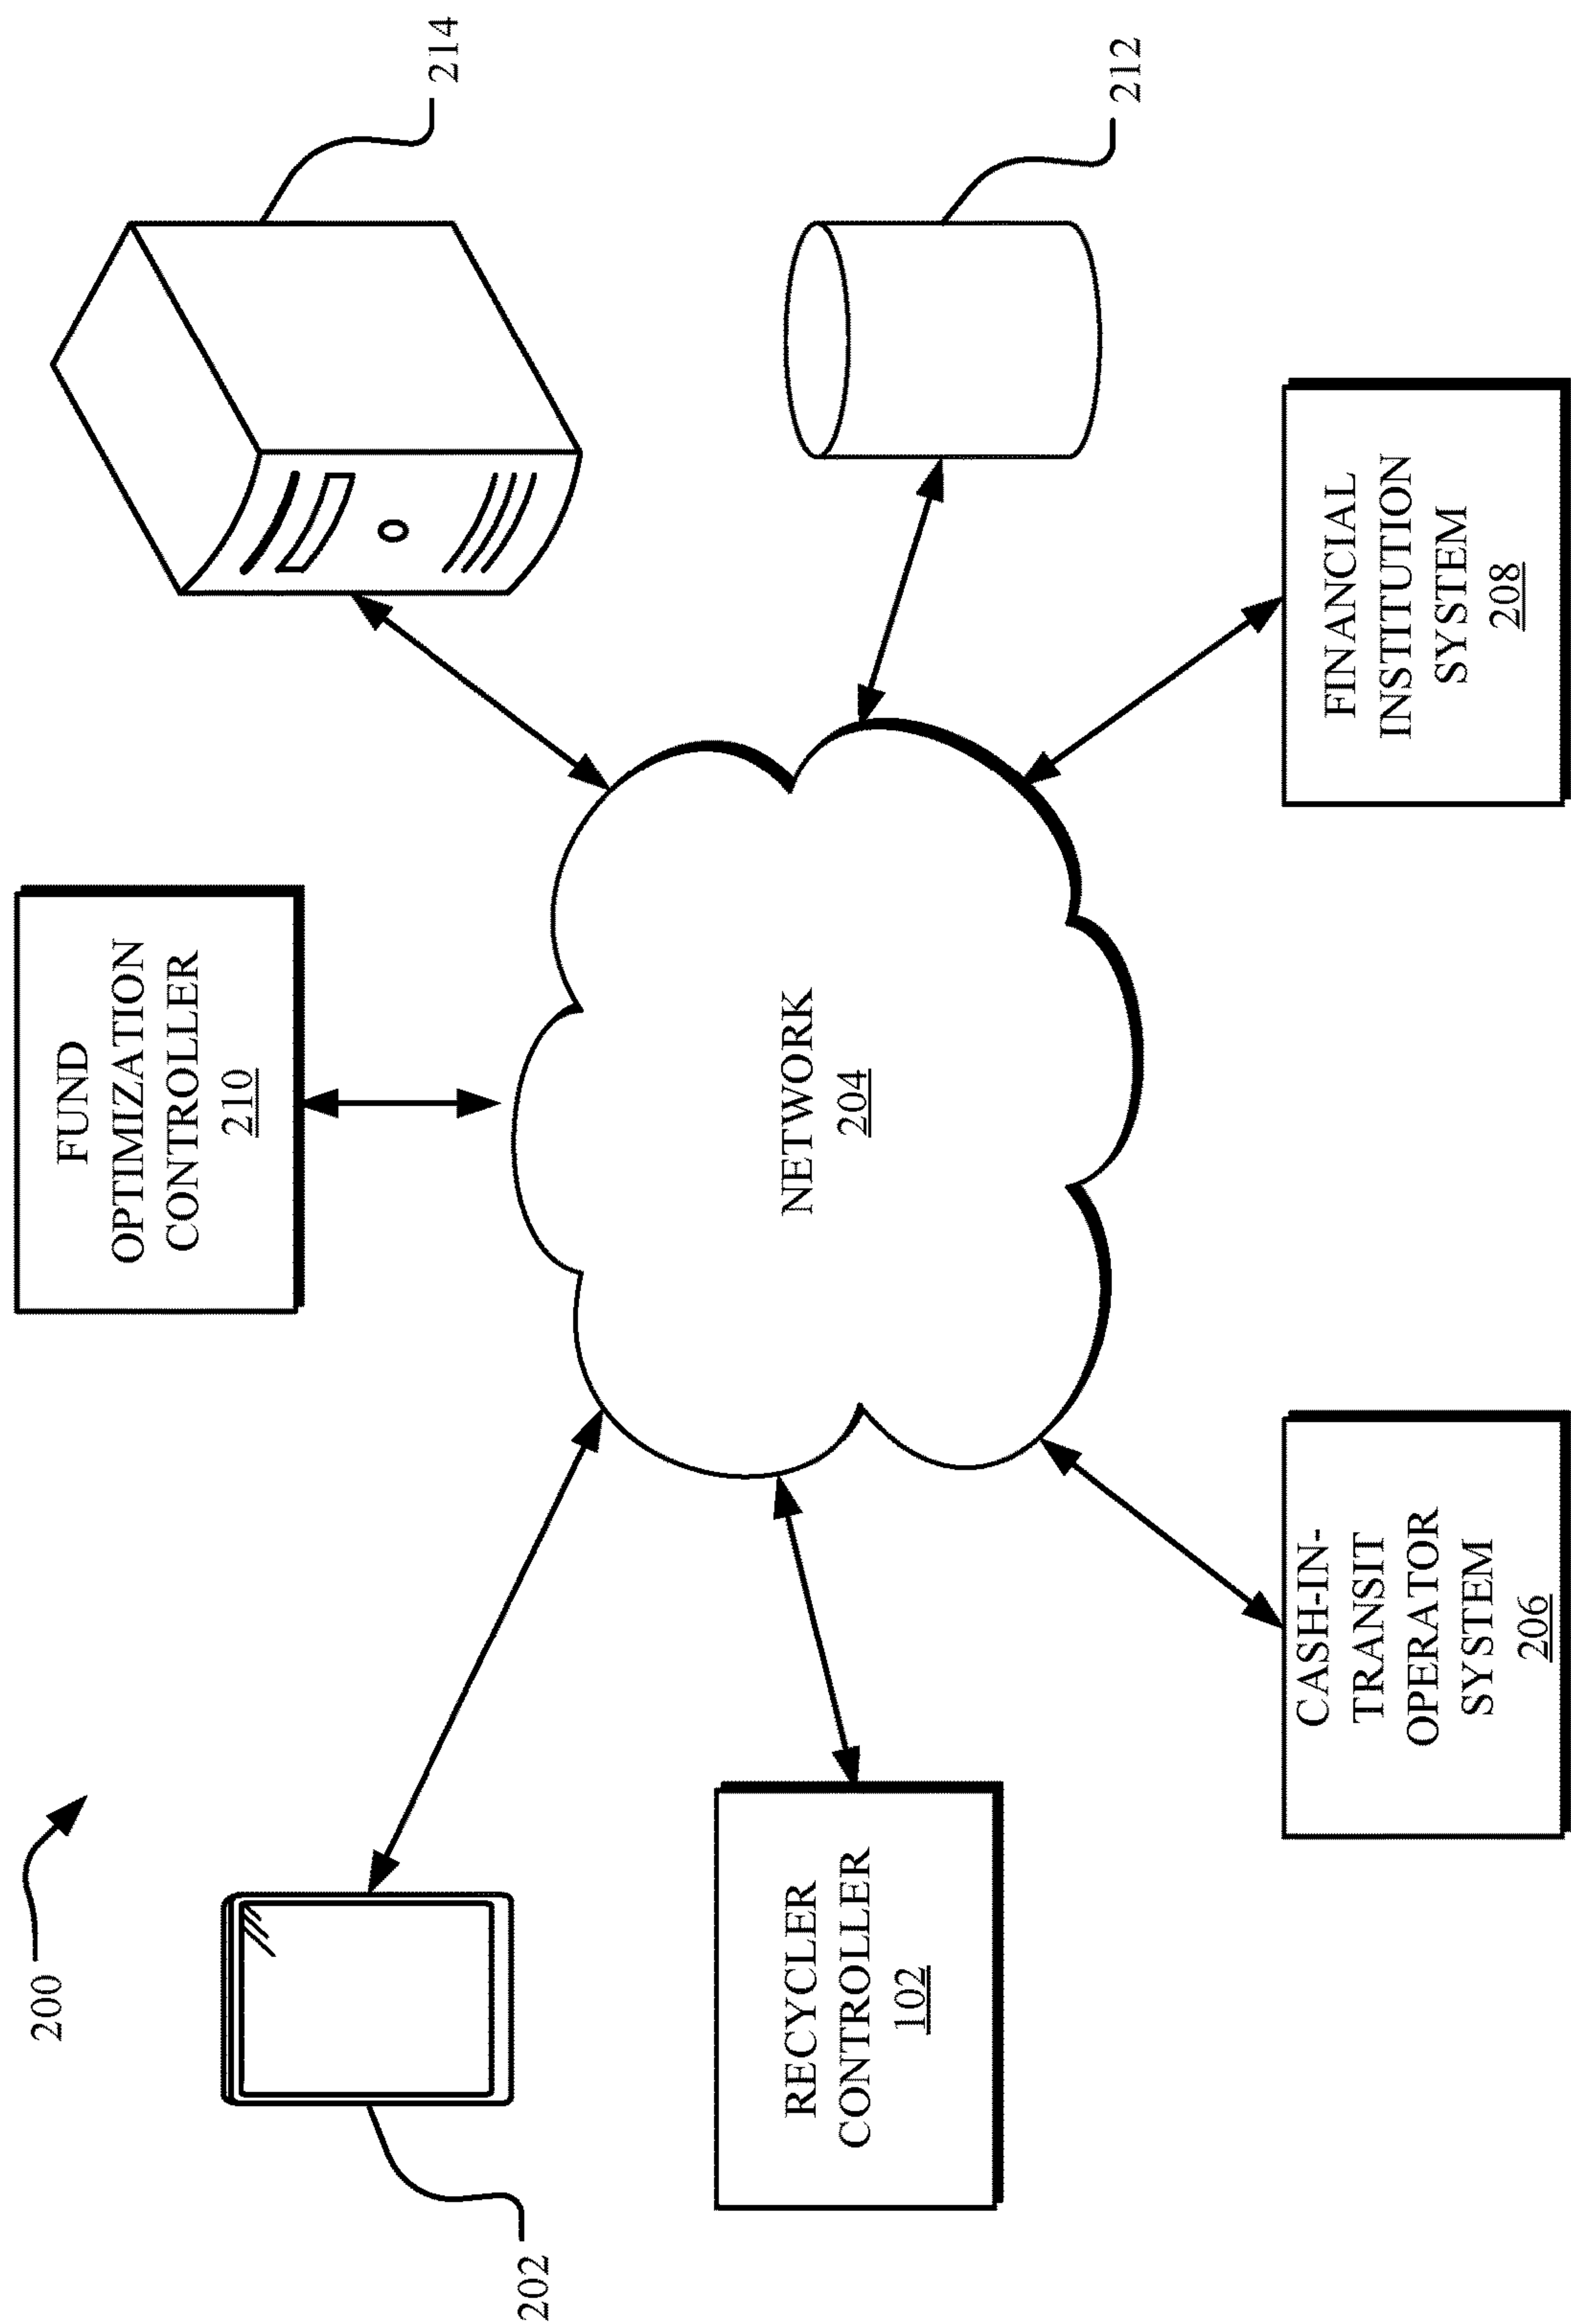 200
202
FUND
OPTIMIZATION
CONTROLLER
210
214
NETWORK
204
RECYCLER
CONTROLLER
102
212
CASH-IN-
TRANSIT
OPERATOR
SYSTEM
206
FINANCIAL
INSTITUTION
SYSTEM
208